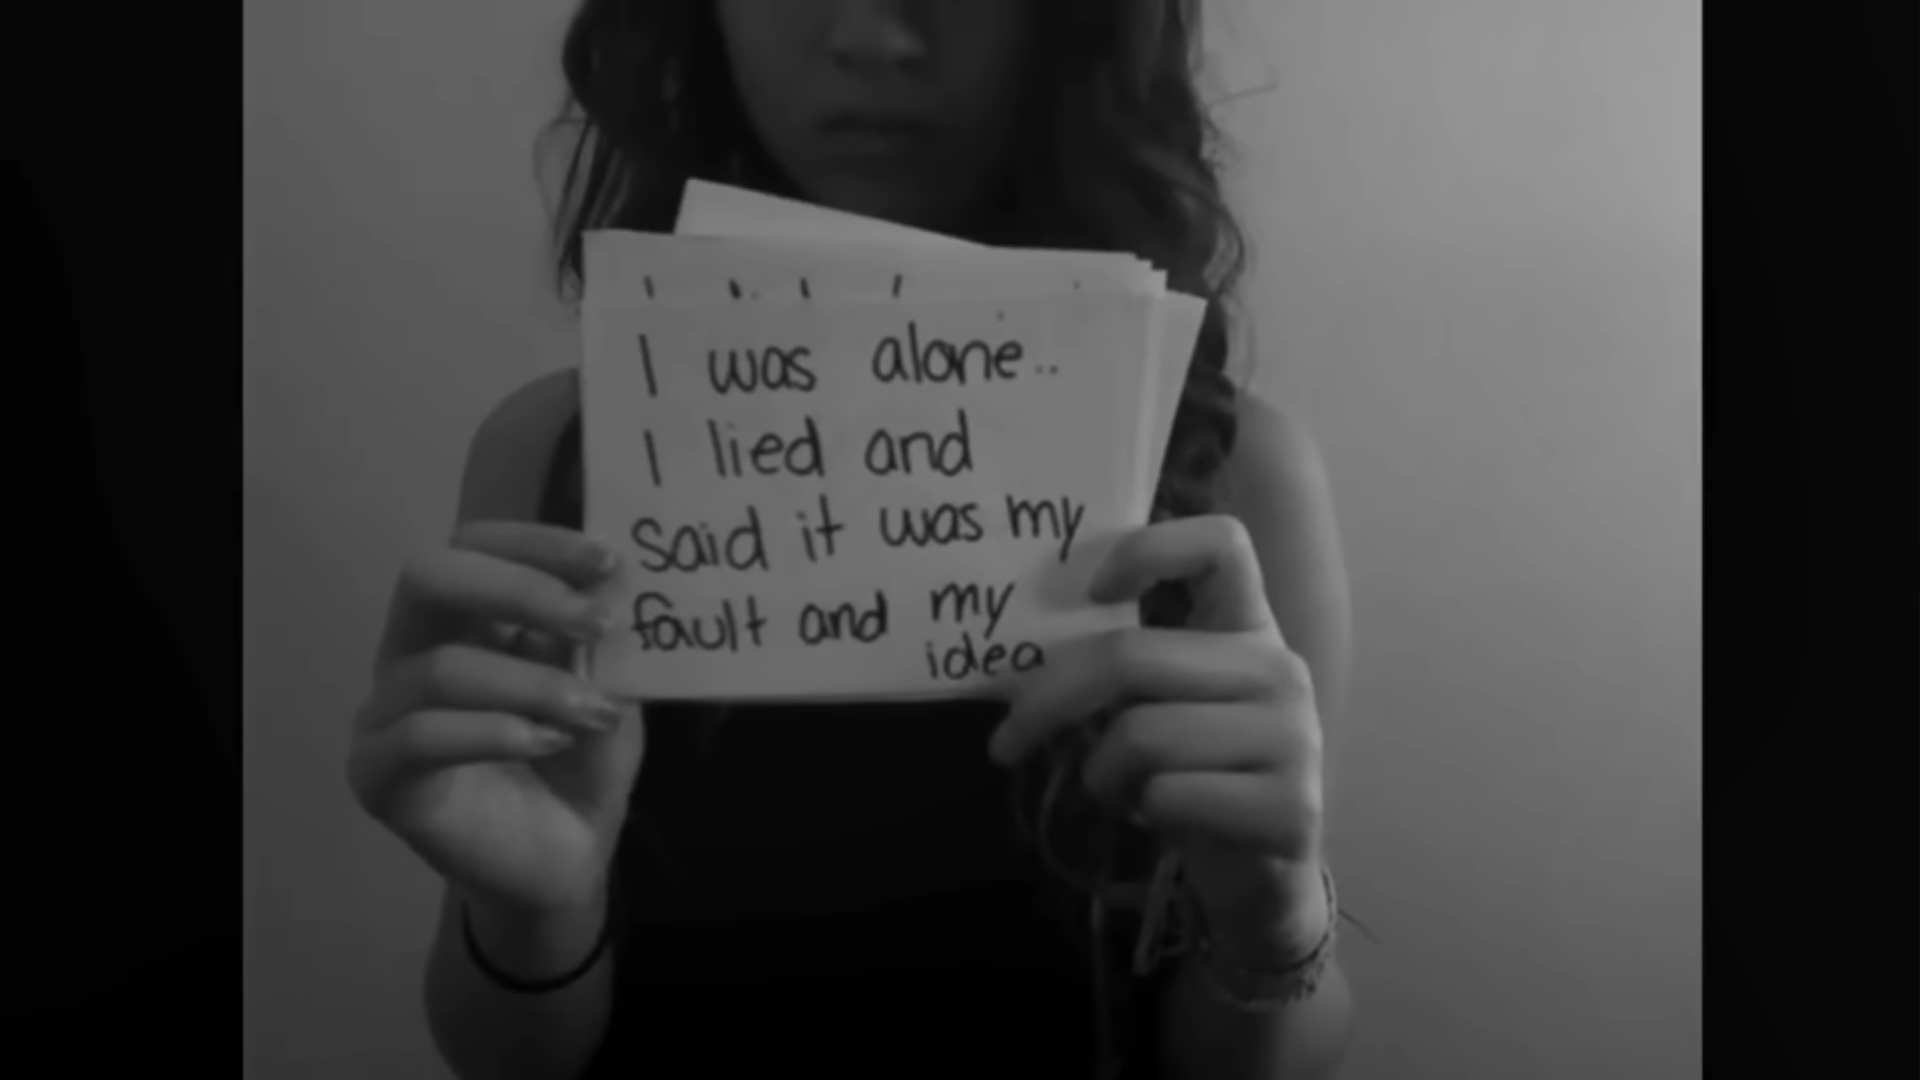 I was alone..
I lied and
Said it was my
fault and my
idea